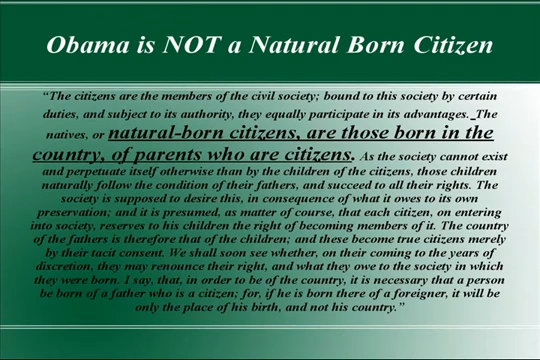 Obama is NOT a Natural Born Citizen
“The citizens are the members of the civil society; bound to this society by certain
duties, and subject to its authority, they equally participate in its advantages. The
natives, or natural-born citizens, are those born in the
country, of parents who are citizens. As the society cannot exist
and perpetuate itself otherwise than by the children of the citizens, those children
naturally follow the condition of their fathers, and succeed to all their rights. The
society is supposed to desire this, in consequence of what it owes to its own
preservation; and it is presumed, as matter of course, that each citizen, on entering
into society, reserves to his children the right of becoming members of it. The country
of the fathers is therefore that of the children; and these become true citizens merely
by their tacit consent. We shall soon see whether, on their coming to the years of
discretion, they may renounce their right, and what they owe to the society in which
they were born. I say, that, in order to be of the country, it is necessary that a person
be born of a father who is a citizen; for, if he is born there of a foreigner, it will be
only the place of his birth, and not his country.”